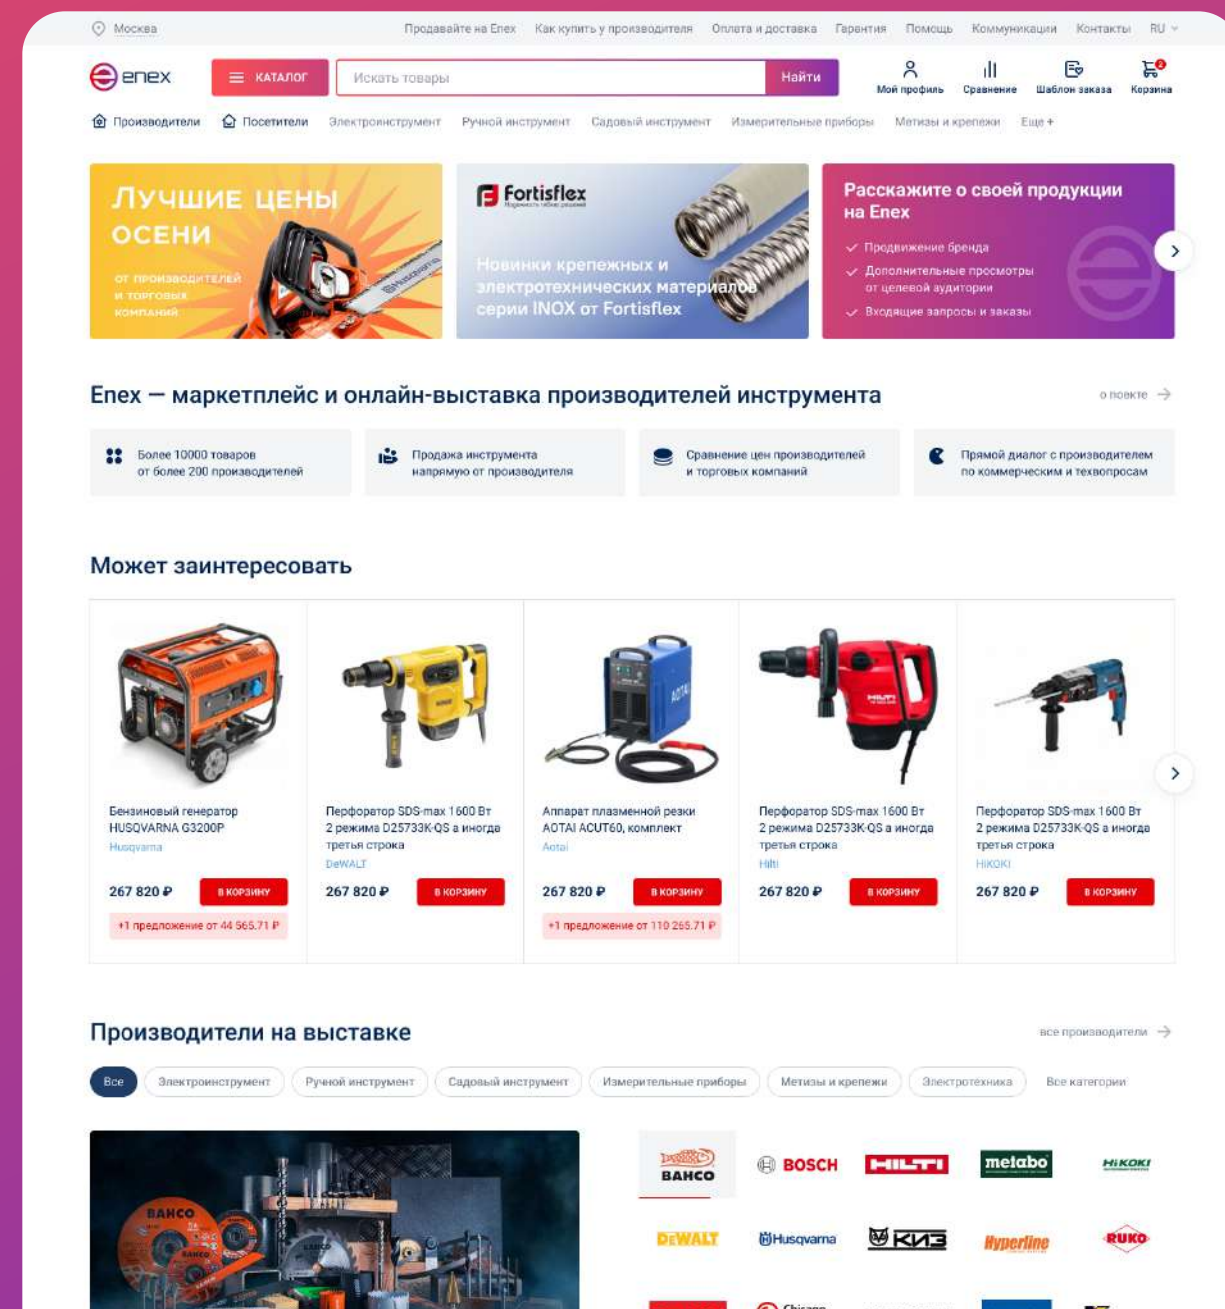 Москва
Продавайте на Enex Как купить у производителя Оплата и доставка Гарантия Помощь Коммуникации Контакты RU
enex
КАТАЛОГ
Искать товары
Найти
Мой профиль Сравнение Шаблон заказа Корзина
2
Производители Посетители Электроинструмент Ручной инструмент Садовый инструмент Измерительные приборы Метизы и крепежи Еще +
ЛУЧШИЕ ЦЕНЫ
ОСЕНИ
ОТ ПРОИЗВОДИТЕЛЕЙ
И ТОРГОВЫХ
КОМПАНИЙ
Husqvarna
Fortisflex
Новинки крепежных и
электротехнических материалов
серии INOX от Fortisflex
Расскажите о своей продукции
на Enex
Продвижение бренда
Дополнительные просмотры
от целевой аудитории
Входящие запросы и заказы
Enex — маркетплейс и онлайн-выставка производителей инструмента
о поекте
Более 10000 товаров
от более 200 производителей
Продажа инструмента
напрямую от производителя
Сравнение цен производителей
и торговых компаний
Прямой диалог с производителем
по коммерческим и техвопросам
Может заинтересовать
AOTAI
HILTI
Бензиновый генератор
HUSQVARNA G3200P
Husqvarna
267 820 ₽
В КОРЗИНУ
+1 предложение от 44 565.71 ₽
Перфоратор SDS-max 1600 Вт
2 режима D25733K-QS а иногда
третья строка
DeWALT
267 820 ₽
В КОРЗИНУ
Аппарат плазменной резки
AOTAI ACUT60, комплект
Aotai
267 820 ₽
В КОРЗИНУ
+1 предложение от 110 265.71 ₽
Перфоратор SDS-max 1600 Вт
2 режима D25733K-QS а иногда
третья строка
Hilti
267 820 ₽
В КОРЗИНУ
Перфоратор SDS-max 1600 Вт
2 режима D25733K-QS а иногда
третья строка
HiKOKI
267 820 ₽
В КОРЗИНУ
Производители на выставке
все производители
Все Электроинструмент Ручной инструмент Садовый инструмент Измерительные приборы Метизы и крепежи Электротехника Все категории
BAHCO
BAHCO
BAHCO BOSCH HILTI metabo HiKOKI
DEWALT Husqvarna КИЗ Hyperline RUKO